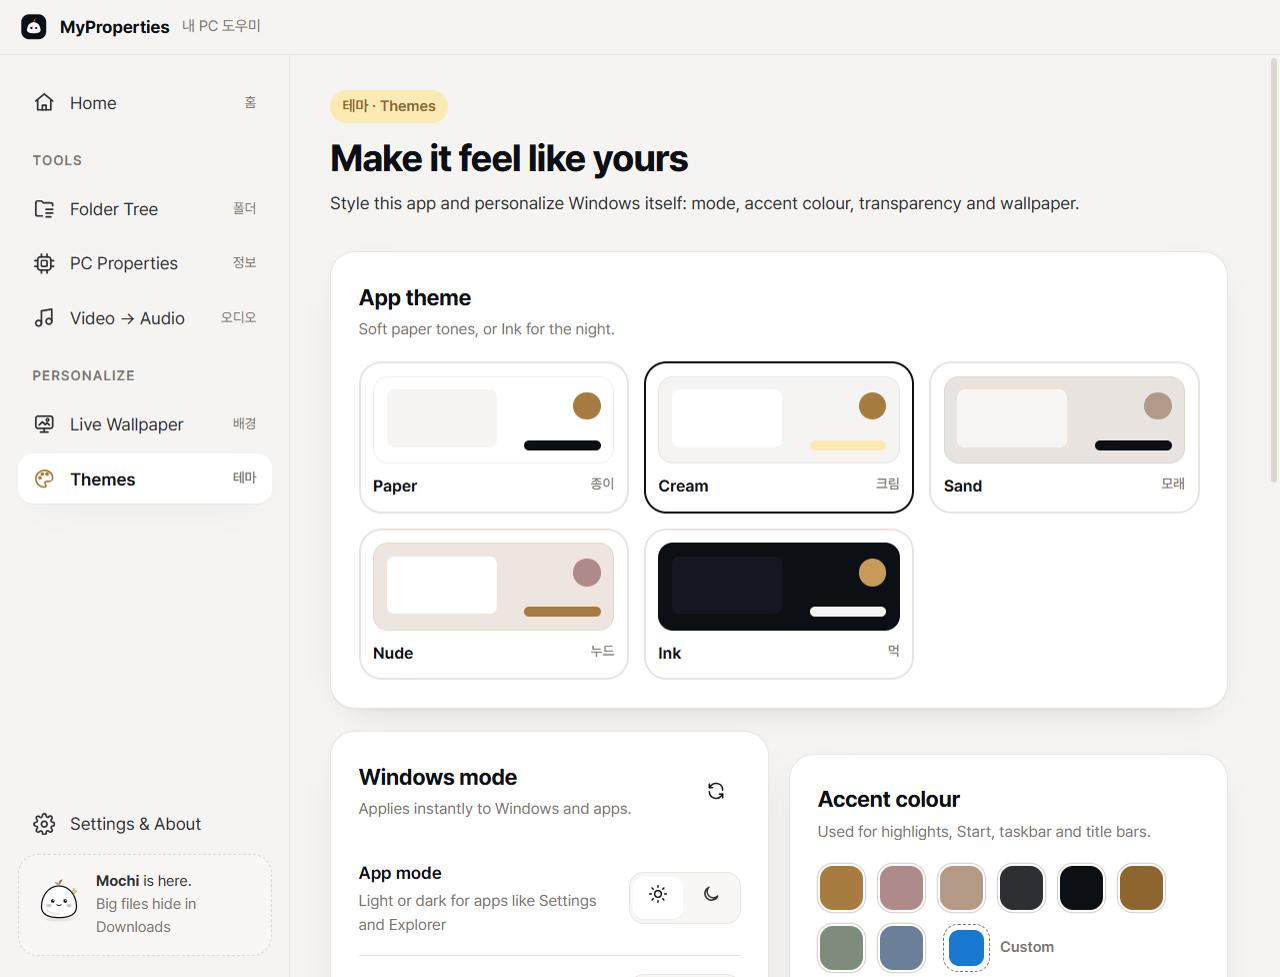 MyProperties 내 PC 도우미
Home 홈
TOOLS
Folder Tree 폴더
PC Properties 정보
Video → Audio 오디오
PERSONALIZE
Live Wallpaper 배경
Themes 테마
Settings & About
Mochi is here.
Big files hide in
Downloads
테마 · Themes
Make it feel like yours
Style this app and personalize Windows itself: mode, accent colour, transparency and wallpaper.
App theme
Soft paper tones, or Ink for the night.
Paper 종이
Cream 크림
Sand 모래
Nude 누드
Ink 먹
Windows mode
Applies instantly to Windows and apps.
App mode
Light or dark for apps like Settings
and Explorer
Accent colour
Used for highlights, Start, taskbar and title bars.
Custom